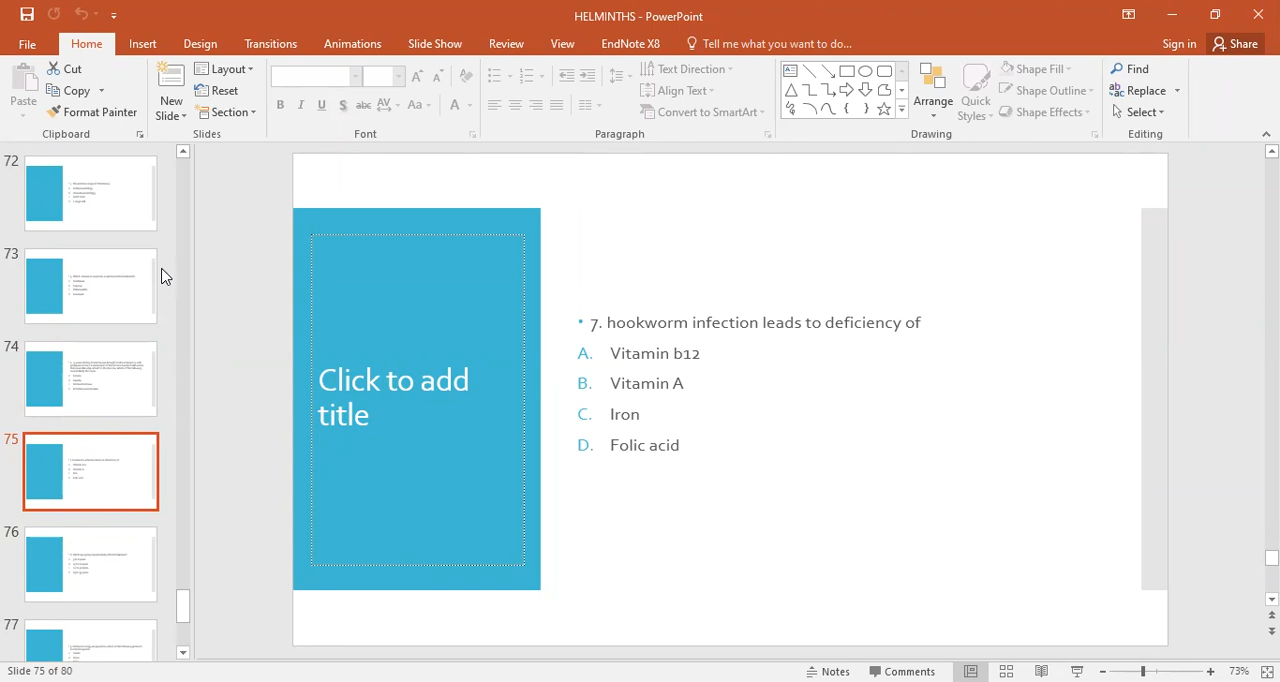 HELMINTHS - PowerPoint
File Home Insert Design Transitions Animations Slide Show Review View EndNote X8 Tell me what you want to do... Sign in Share
Paste Cut Copy Format Painter
New Slide Layout Reset Section
Text Direction Align Text Convert to SmartArt
Arrange Quick Styles Shape Fill Shape Outline Shape Effects
Find Replace Select
Clipboard Slides Font Paragraph Drawing Editing
72
73
74
75
76
77
Click to add
title
• 7. hookworm infection leads to deficiency of
A. Vitamin b12
B. Vitamin A
C. Iron
D. Folic acid
Slide 75 of 80 Notes Comments 73%